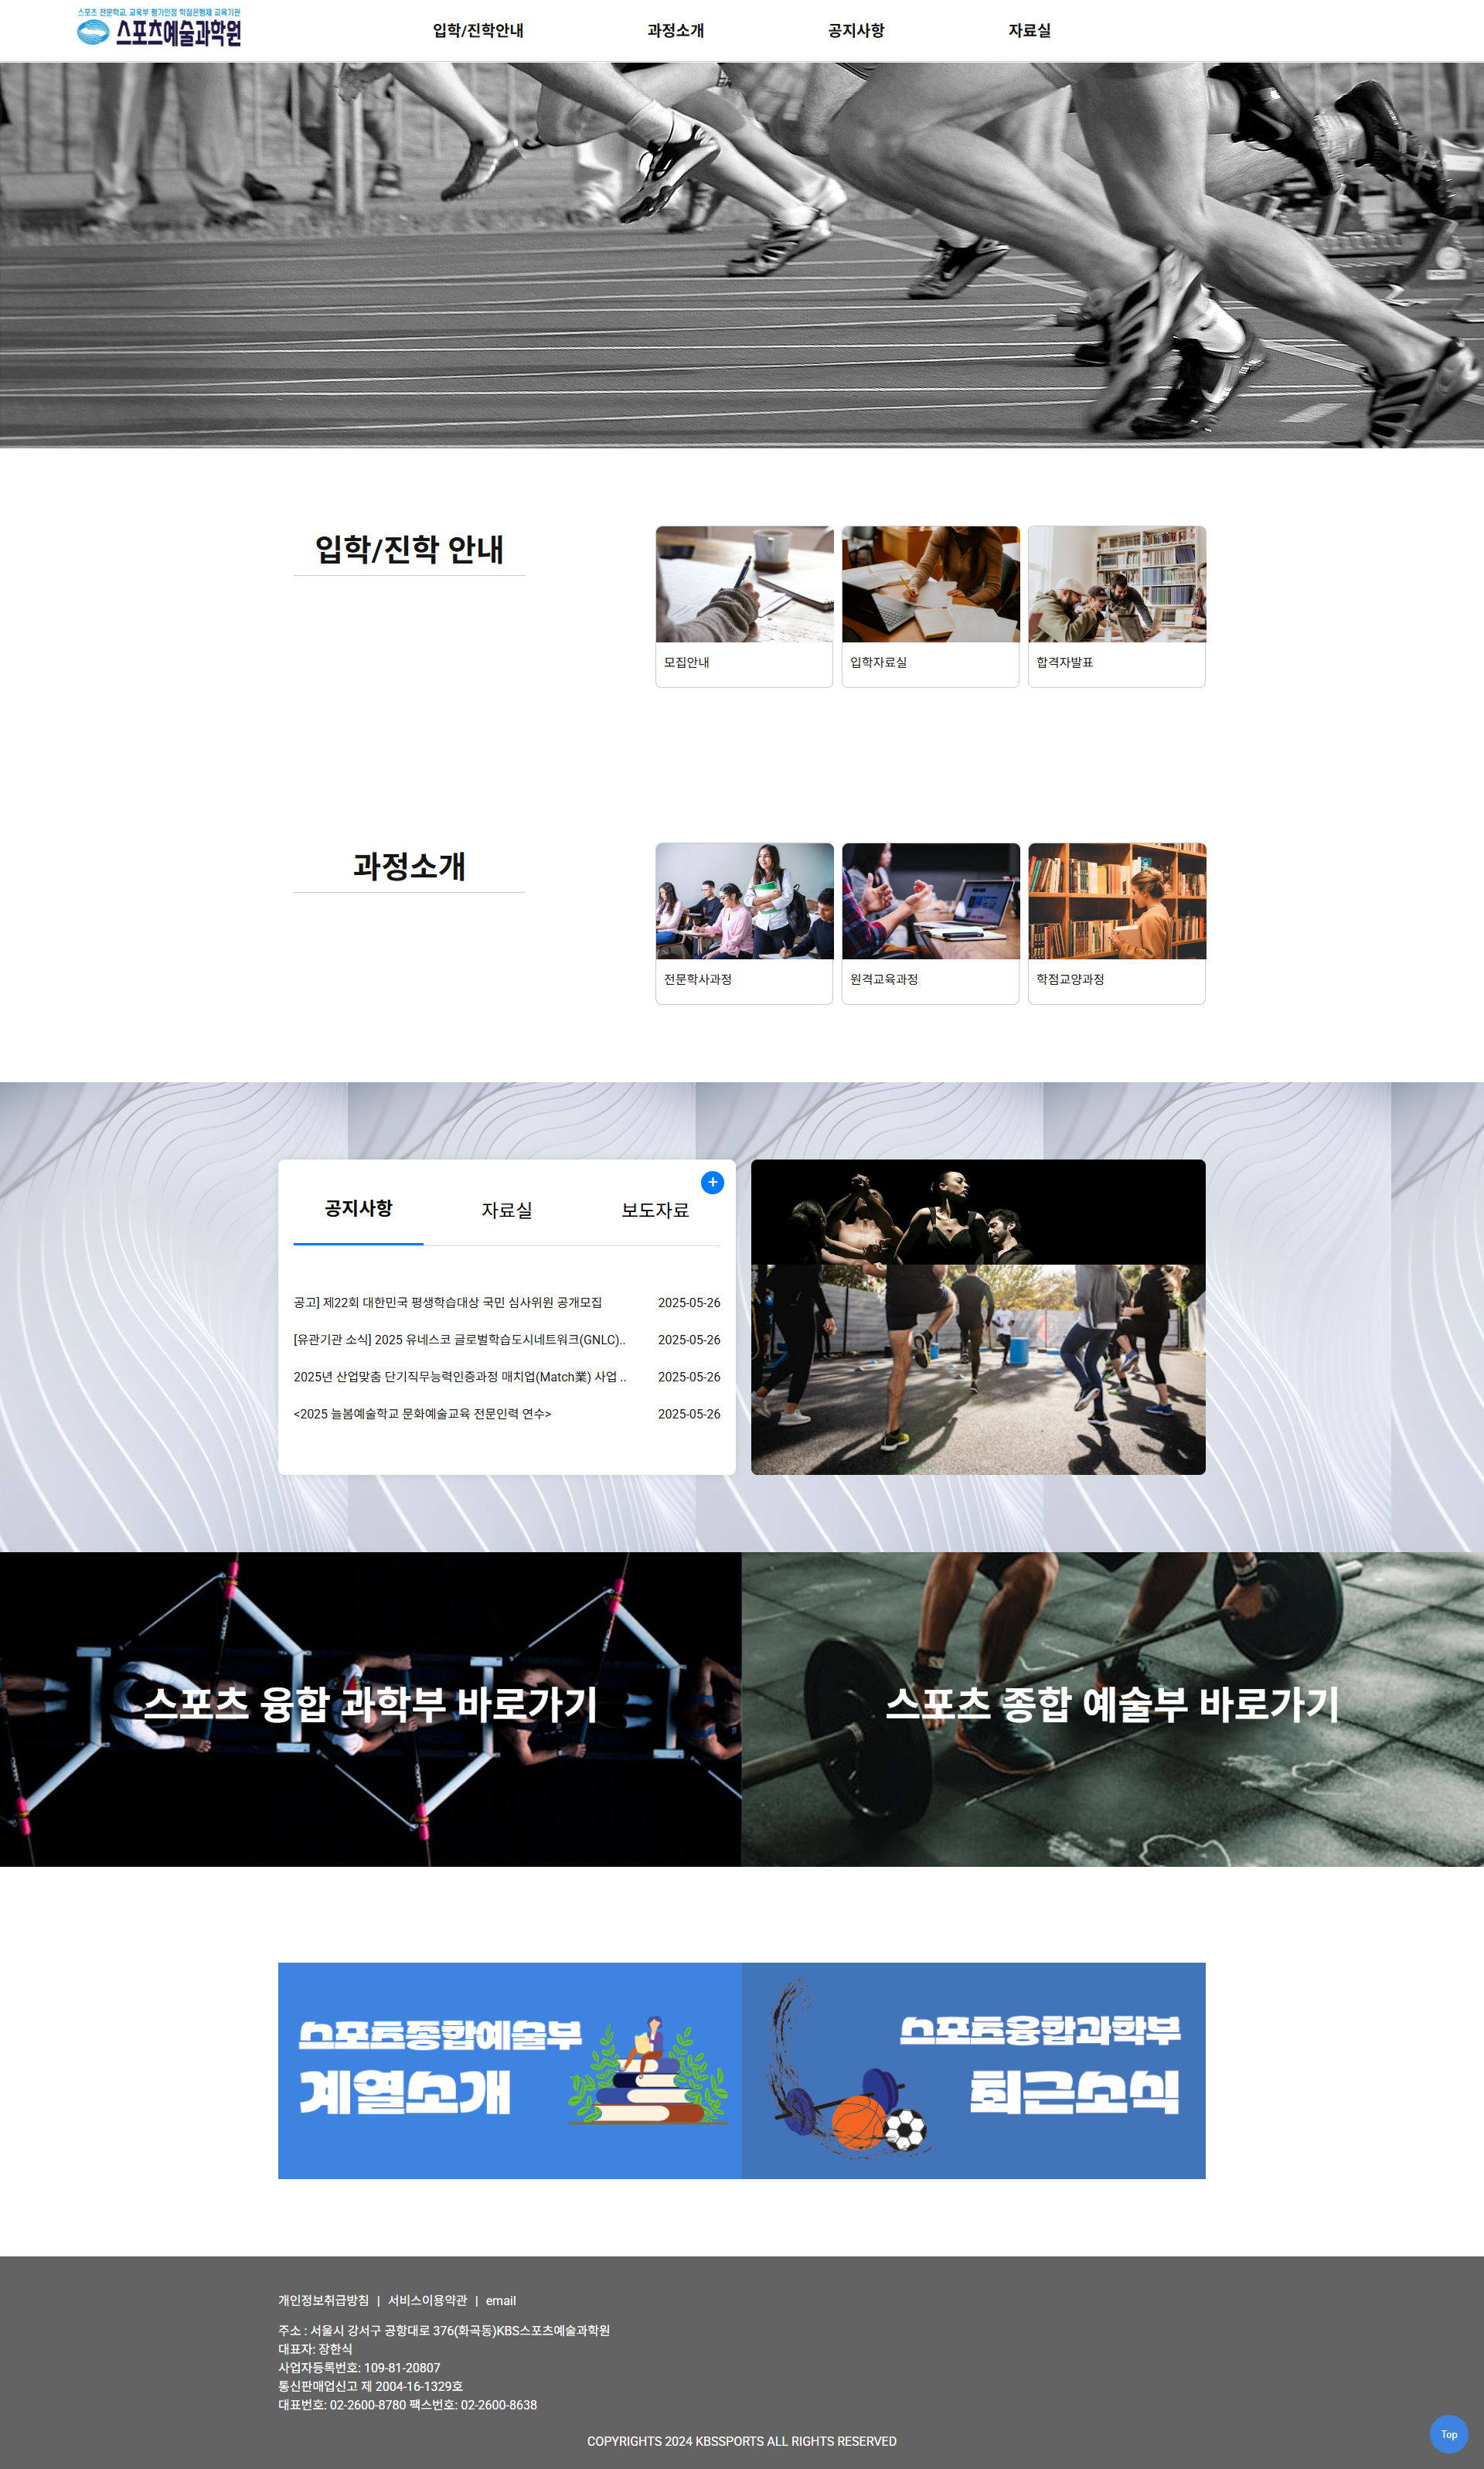 스포츠 전문학교, 교육부 평가인정 학점은행제 교육기관
스포츠예술과학원
입학/진학안내
과정소개
공지사항
자료실
입학/진학 안내
모집안내
입학자료실
합격자발표
과정소개
전문학사과정
원격교육과정
학점교양과정
+
공지사항
자료실
보도자료
공고] 제22회 대한민국 평생학습대상 국민 심사위원 공개모집 2025-05-26
[유관기관 소식] 2025 유네스코 글로벌학습도시네트워크(GNLC).. 2025-05-26
2025년 산업맞춤 단기직무능력인증과정 매치업(Match業) 사업 .. 2025-05-26
<2025 늘봄예술학교 문화예술교육 전문인력 연수> 2025-05-26
스포츠 융합 과학부 바로가기
스포츠 종합 예술부 바로가기
스포츠종합예술부
계열소개
스포츠융합과학부
최근소식
개인정보취급방침 | 서비스이용약관 | email
주소 : 서울시 강서구 공항대로 376(화곡동)KBS스포츠예술과학원
대표자: 장한식
사업자등록번호: 109-81-20807
통신판매업신고 제 2004-16-1329호
대표번호: 02-2600-8780 팩스번호: 02-2600-8638
COPYRIGHTS 2024 KBSSPORTS ALL RIGHTS RESERVED
Top